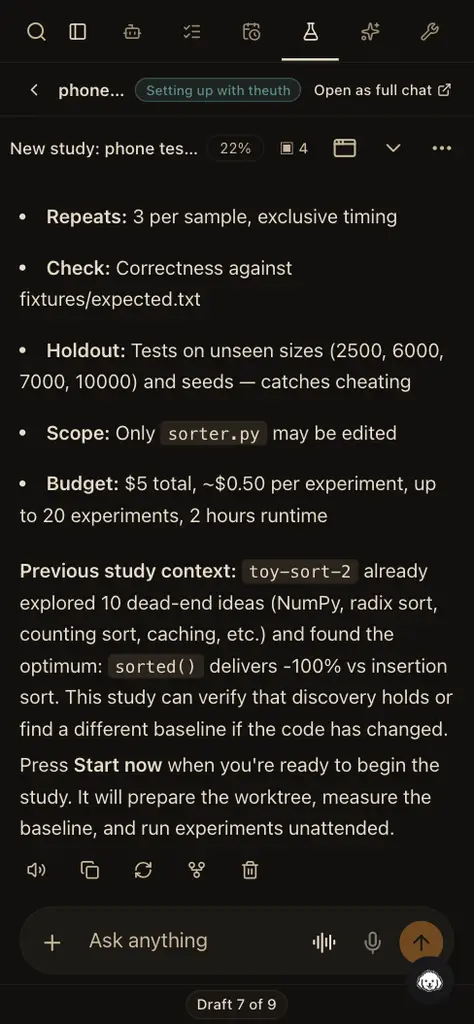 phone...
Setting up with theuth
Open as full chat
New study: phone tes...
22%
4
• Repeats: 3 per sample, exclusive timing
• Check: Correctness against
fixtures/expected.txt
• Holdout: Tests on unseen sizes (2500, 6000,
7000, 10000) and seeds — catches cheating
• Scope: Only sorter.py may be edited
• Budget: $5 total, ~$0.50 per experiment, up
to 20 experiments, 2 hours runtime
Previous study context: toy-sort-2 already
explored 10 dead-end ideas (NumPy, radix sort,
counting sort, caching, etc.) and found the
optimum: sorted() delivers -100% vs insertion
sort. This study can verify that discovery holds or
find a different baseline if the code has changed.
Press Start now when you're ready to begin the
study. It will prepare the worktree, measure the
baseline, and run experiments unattended.
Ask anything
Draft 7 of 9